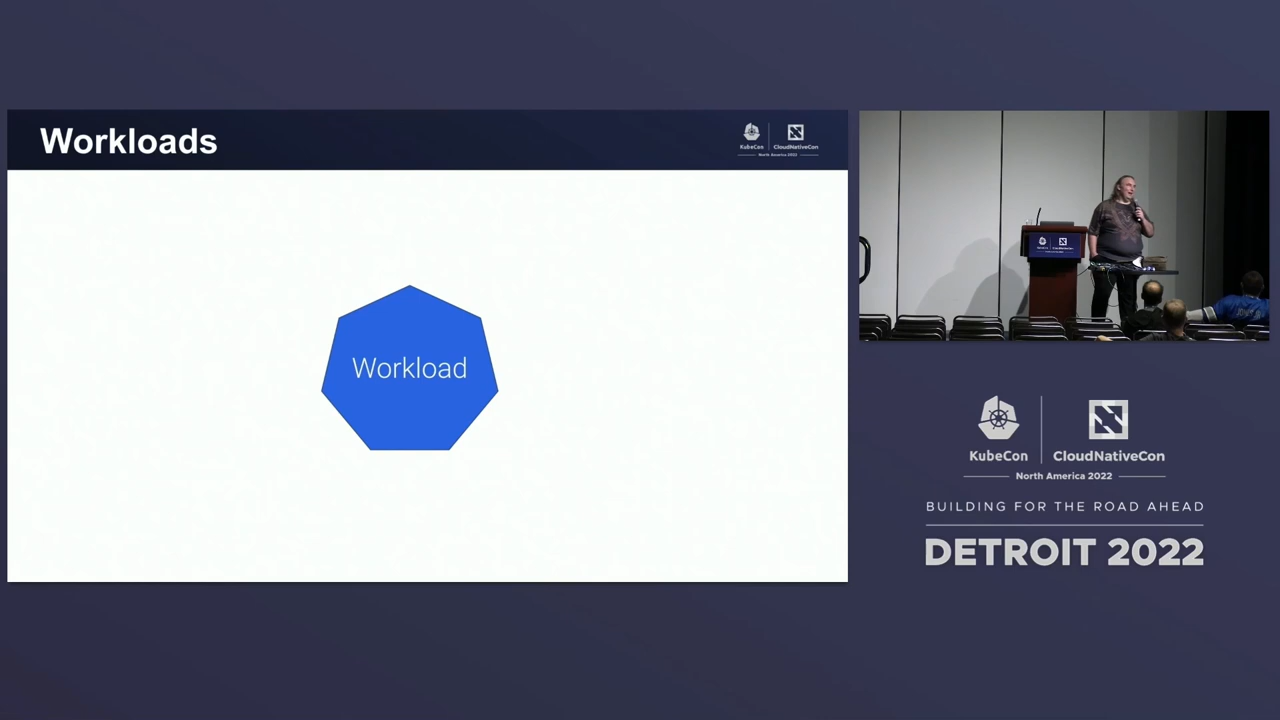 Workloads
KubeCon
CloudNativeCon
North America 2022
Workload
KubeCon
CloudNativeCon
North America 2022
BUILDING FOR THE ROAD AHEAD
DETROIT 2022